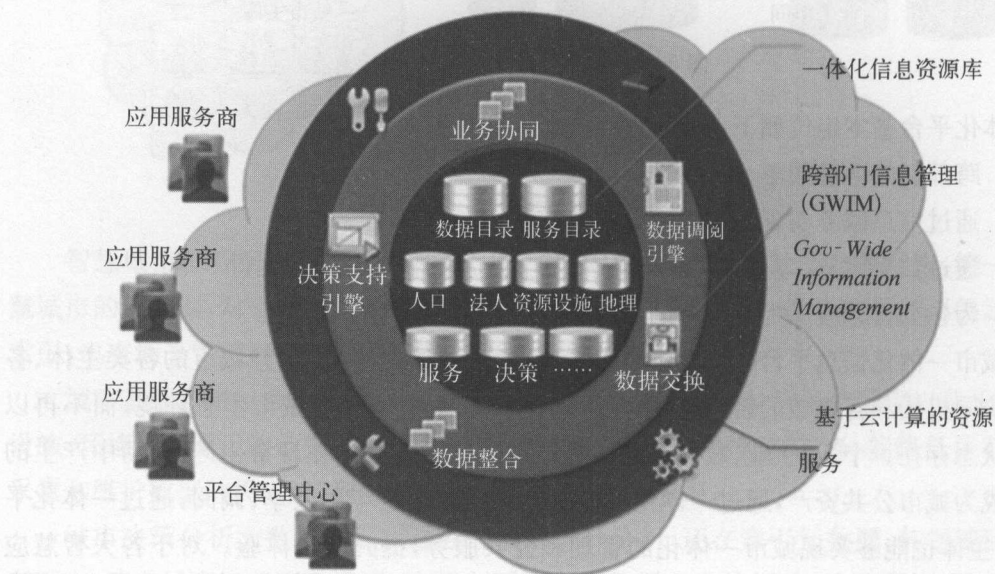 一体化信息资源库
应用服务商
业务协同
跨部门信息管理
(GWIM)
Gov-Wide
Information
Management
数据目录 服务目录
数据调阅
引擎
应用服务商
决策支持
引擎
人口 法人 资源设施 地理
服务 决策 ……
数据交换
应用服务商
基于云计算的资源
服务
数据整合
平台管理中心